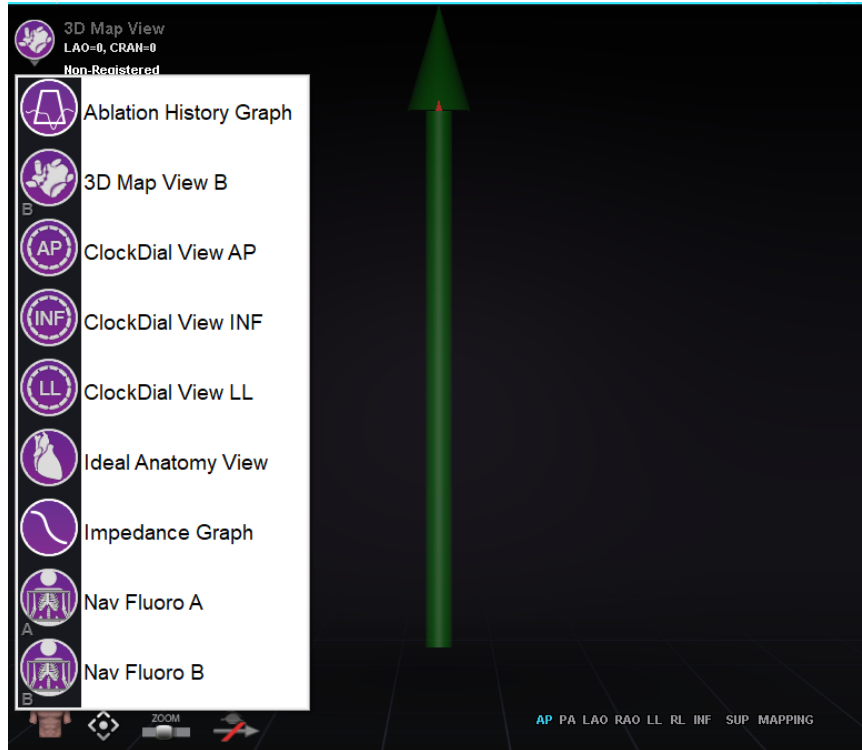 3D Map View
LAO=0, CRAN=0
Non-Registered
Ablation History Graph
3D Map View B
B
AP
ClockDial View AP
INF
ClockDial View INF
LL
ClockDial View LL
Ideal Anatomy View
Impedance Graph
Nav Fluoro A
A
Nav Fluoro B
B
ZOOM
AP PA LAO RAO LL RL INF SUP MAPPING